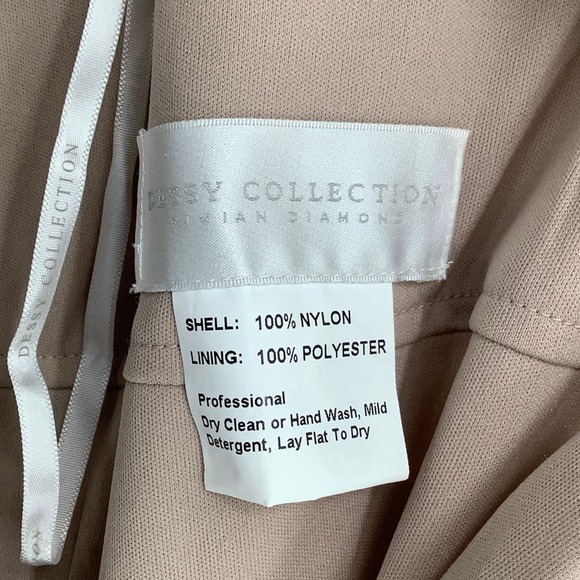 DESSY COLLECTION
VIVIAN DIAMOND
SHELL: 100% NYLON
LINING: 100% POLYESTER
Professional
Dry Clean or Hand Wash, Mild
Detergent, Lay Flat To Dry
DESSY COLLECTION
DESSY